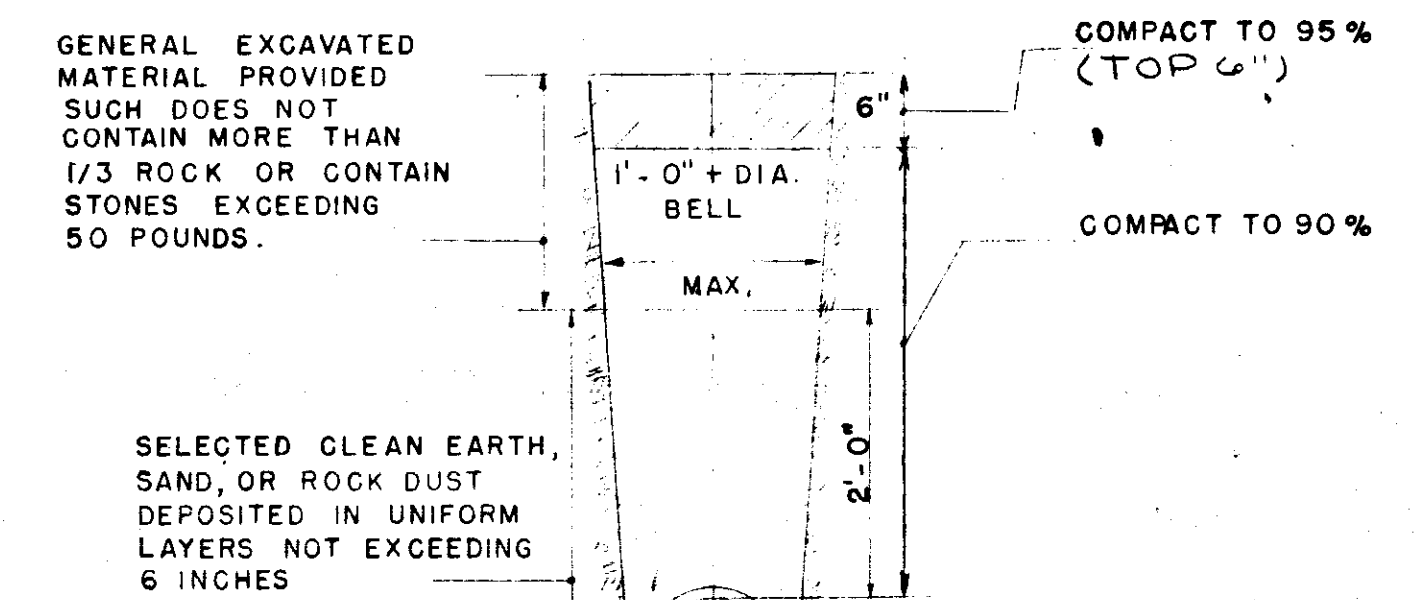 GENERAL EXCAVATED
MATERIAL PROVIDED
SUCH DOES NOT
CONTAIN MORE THAN
1/3 ROCK OR CONTAIN
STONES EXCEEDING
50 POUNDS.
COMPACT TO 95%
(TOP 6")
6"
1'-0" + DIA.
BELL
MAX.
COMPACT TO 90%
SELECTED CLEAN EARTH,
SAND, OR ROCK DUST
DEPOSITED IN UNIFORM
LAYERS NOT EXCEEDING
6 INCHES
2'-0"